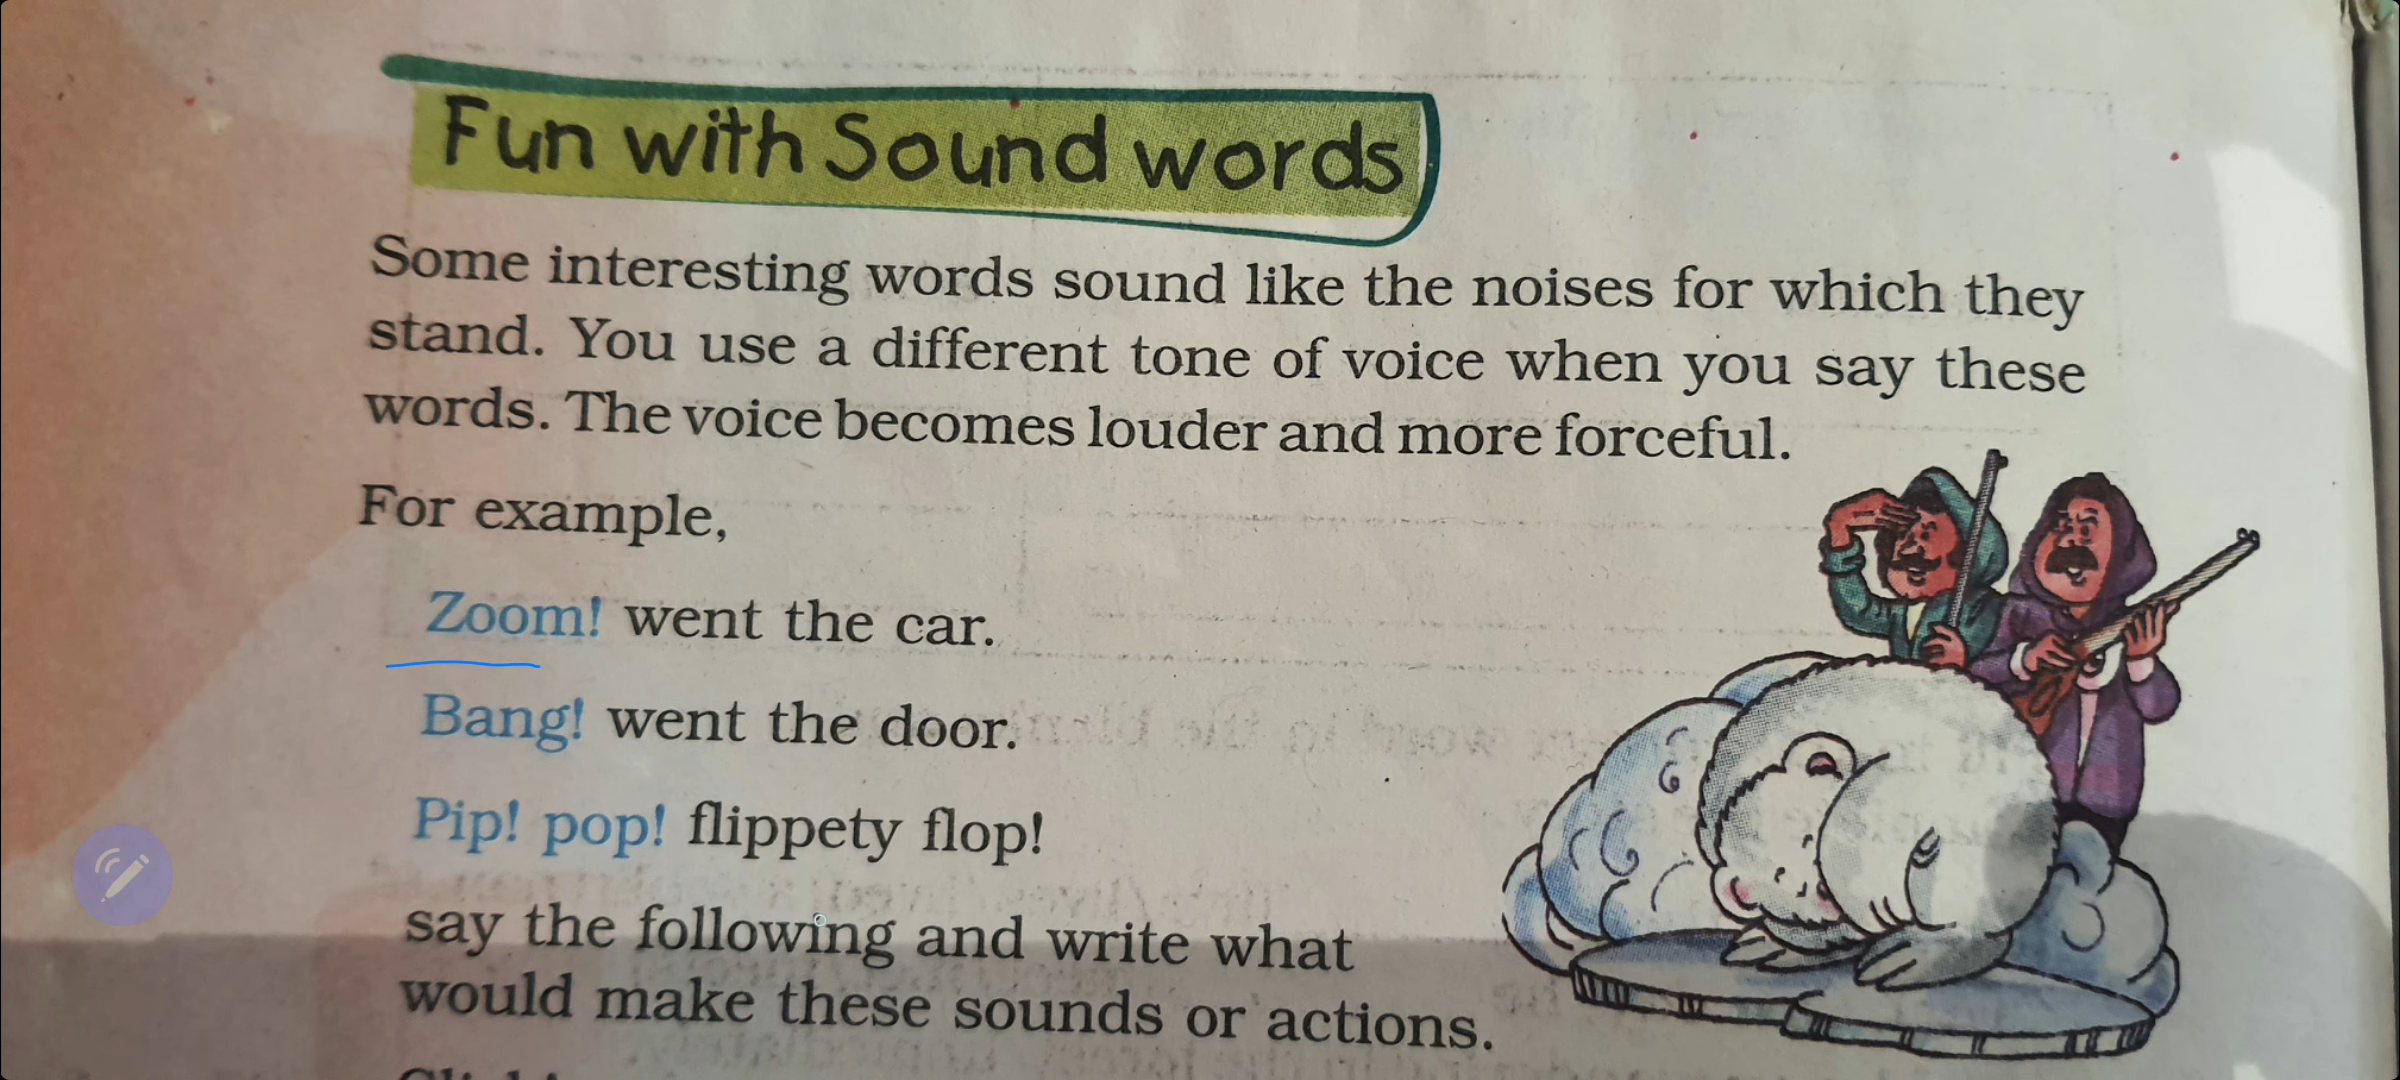 Fun with Sound words
Some interesting words sound like the noises for which they
stand. You use a different tone of voice when you say these
words. The voice becomes louder and more forceful.
For example,
Zoom! went the car.
Bang! went the door.
Pip! pop! flippety flop!
say the following and write what
would make these sounds or actions.